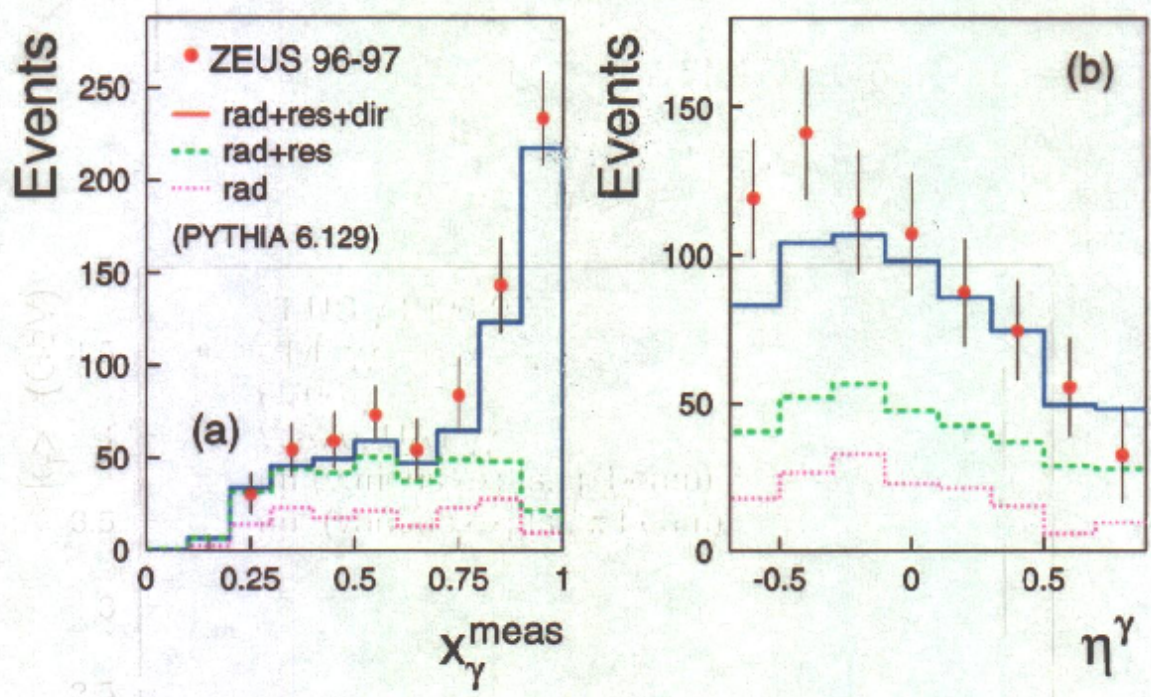 Events
250
200
150
100
50
0
ZEUS 96-97
rad+res+dir
rad+res
rad
(PYTHIA 6.129)
(a)
0 0.25 0.5 0.75 1
xγ^meas
Events
150
100
50
0
(b)
-0.5 0 0.5
η^γ